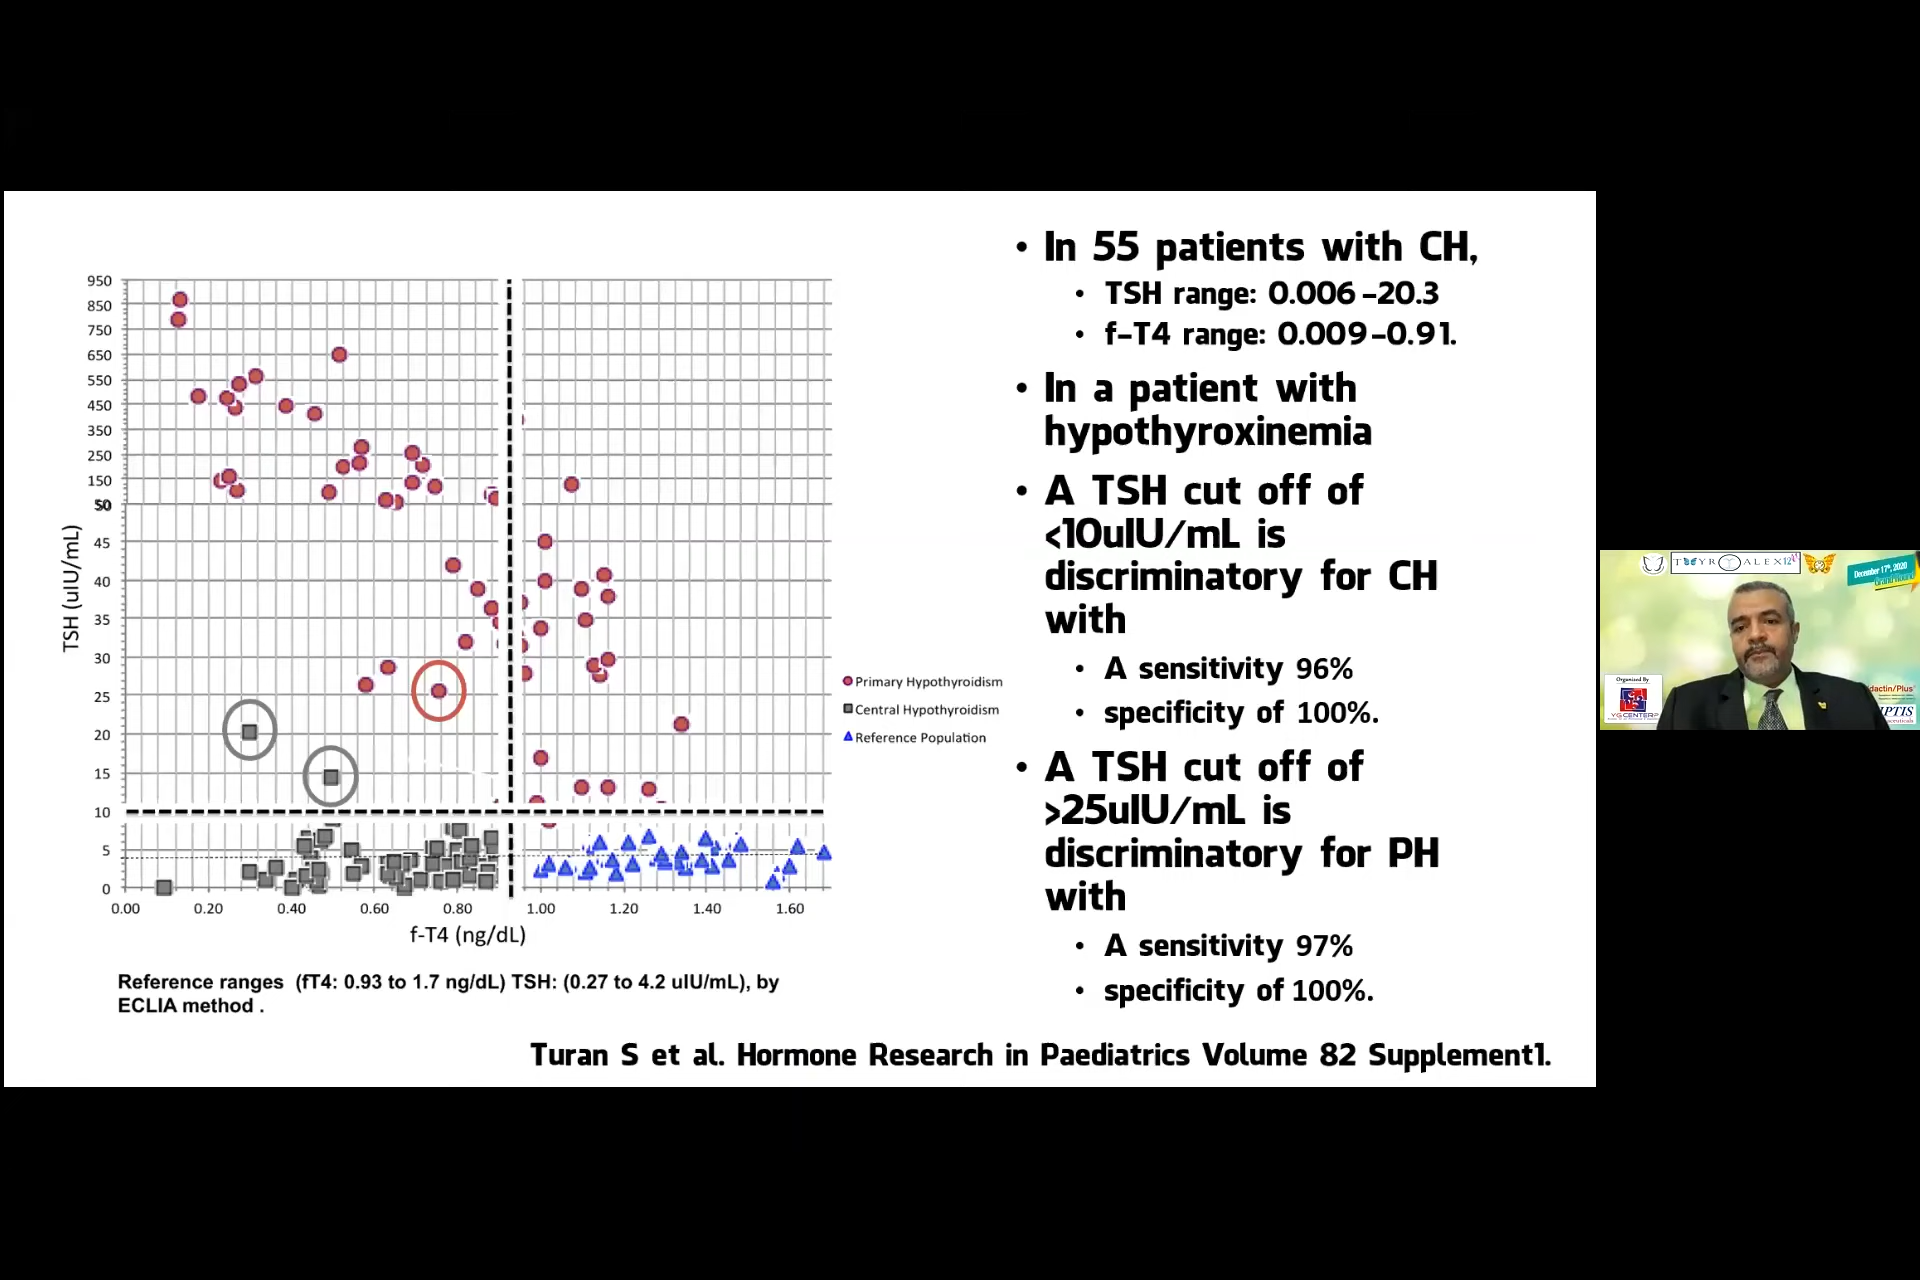 • In 55 patients with CH,
• TSH range: 0.006–20.3
• f-T4 range: 0.009–0.91.
• In a patient with
hypothyroxinemia
• A TSH cut off of
<10uIU/mL is
discriminatory for CH
with
• A sensitivity 96%
• specificity of 100%.
• A TSH cut off of
>25uIU/mL is
discriminatory for PH
with
• A sensitivity 97%
• specificity of 100%.
TSH (uIU/mL)
950
850
750
650
550
450
350
250
150
50
45
40
35
30
25
20
15
10
5
0
0.00 0.20 0.40 0.60 0.80 1.00 1.20 1.40 1.60
f-T4 (ng/dL)
Primary Hypothyroidism
Central Hypothyroidism
Reference Population
Reference ranges (fT4: 0.93 to 1.7 ng/dL) TSH: (0.27 to 4.2 uIU/mL), by
ECLIA method .
Turan S et al. Hormone Research in Paediatrics Volume 82 Supplement1.
December 17th, 2020
Organized By
YGCENTER
dactin/Plus